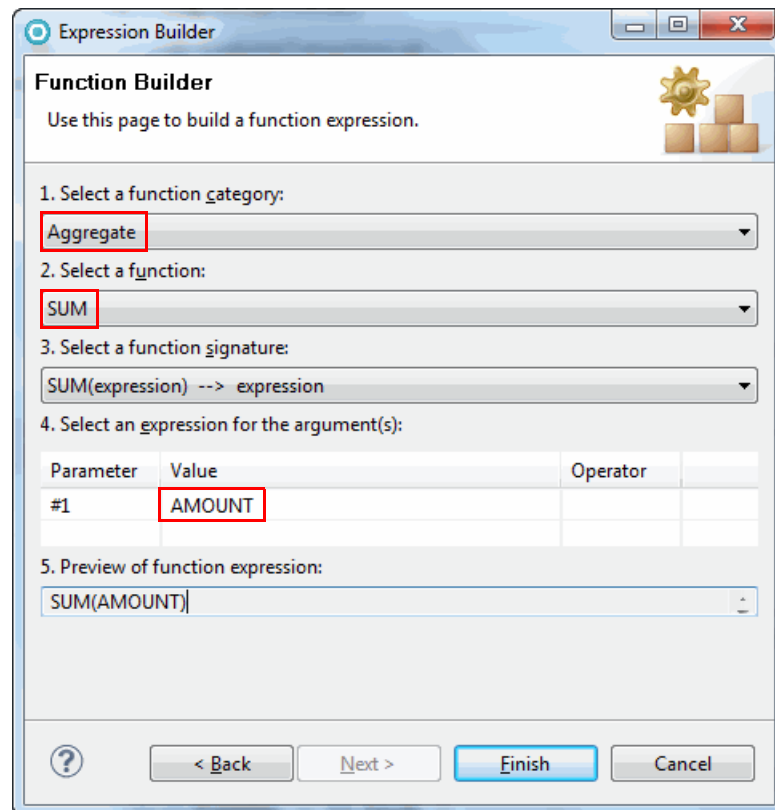 Expression Builder
Function Builder
Use this page to build a function expression.
1. Select a function category:
Aggregate
2. Select a function:
SUM
3. Select a function signature:
SUM(expression) --> expression
4. Select an expression for the argument(s):
Parameter Value Operator
#1 AMOUNT
5. Preview of function expression:
SUM(AMOUNT)
? < Back Next > Finish Cancel